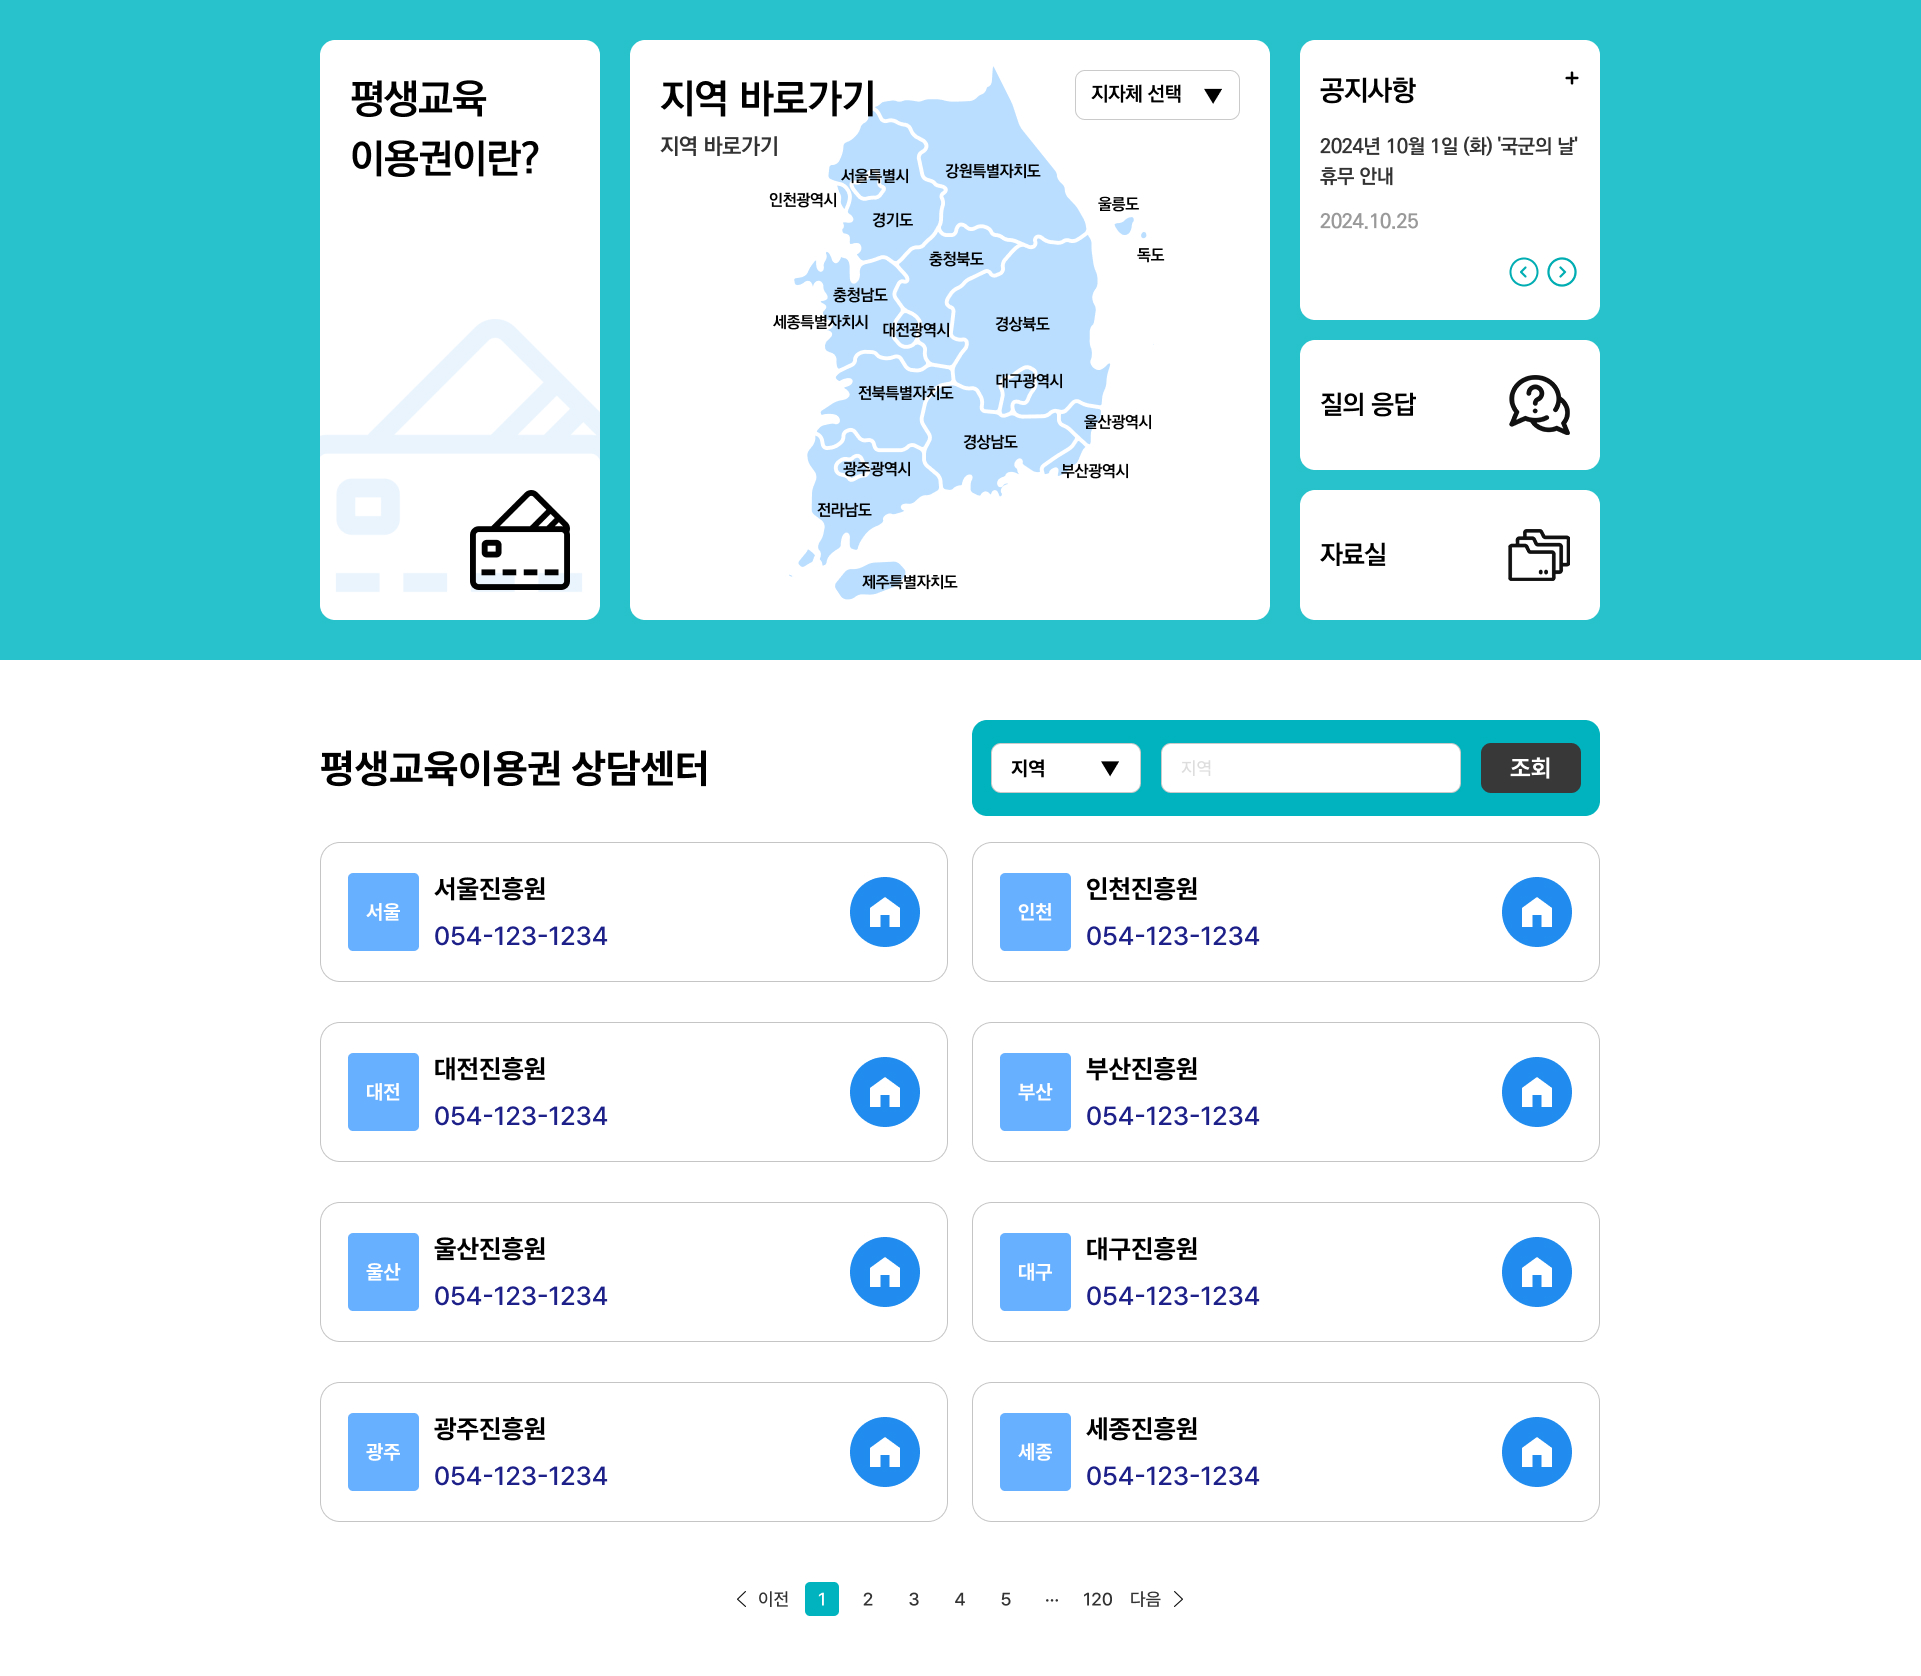 평생교육
이용권이란?
지역 바로가기
지역 바로가기
지자체 선택
서울특별시
강원특별자치도
인천광역시
경기도
울릉도
독도
충청북도
충청남도
세종특별자치시
대전광역시
경상북도
대구광역시
전북특별자치도
울산광역시
경상남도
부산광역시
광주광역시
전라남도
제주특별자치도
공지사항
2024년 10월 1일 (화) '국군의 날'
휴무 안내
2024.10.25
질의 응답
자료실
평생교육이용권 상담센터
지역
지역
조회
서울
서울진흥원
054-123-1234
인천
인천진흥원
054-123-1234
대전
대전진흥원
054-123-1234
부산
부산진흥원
054-123-1234
울산
울산진흥원
054-123-1234
대구
대구진흥원
054-123-1234
광주
광주진흥원
054-123-1234
세종
세종진흥원
054-123-1234
이전 1 2 3 4 5 ··· 120 다음